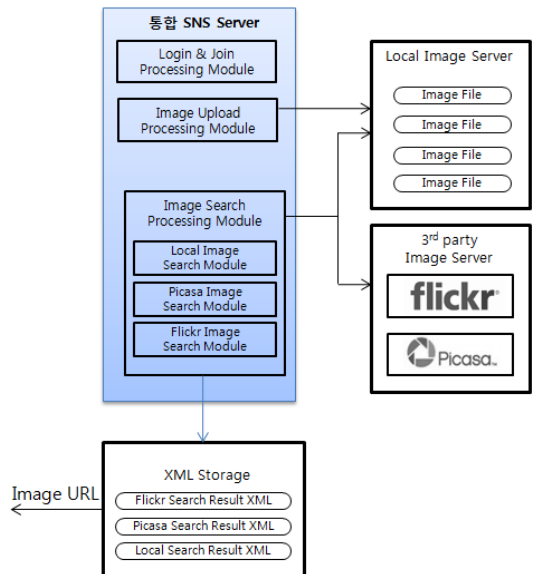 통합 SNS Server
Login & Join
Processing Module
Image Upload
Processing Module
Image Search
Processing Module
Local Image
Search Module
Picasa Image
Search Module
Flickr Image
Search Module
Local Image Server
Image File
Image File
Image File
Image File
3rd party
Image Server
flickr
Picasa™
XML Storage
Flickr Search Result XML
Picasa Search Result XML
Local Search Result XML
Image URL